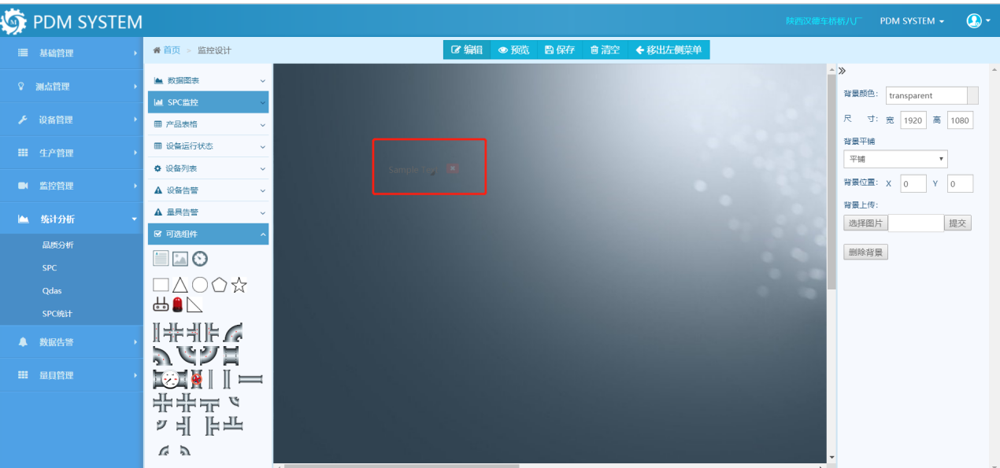 PDM SYSTEM
陕西汉德车桥桥八厂 PDM SYSTEM
基础管理
测点管理
设备管理
生产管理
监控管理
统计分析
品质分析
SPC
Qdas
SPC统计
数据告警
量具管理
首页 > 监控设计
编辑 预览 保存 清空 移出左侧菜单
数据图表
SPC监控
产品表格
设备运行状态
设备列表
设备告警
量具告警
可选组件
Sample Text
背景颜色: transparent
尺 寸: 宽 1920 高 1080
背景平铺
平铺
背景位置: X 0 Y 0
背景上传:
选择图片 提交
删除背景